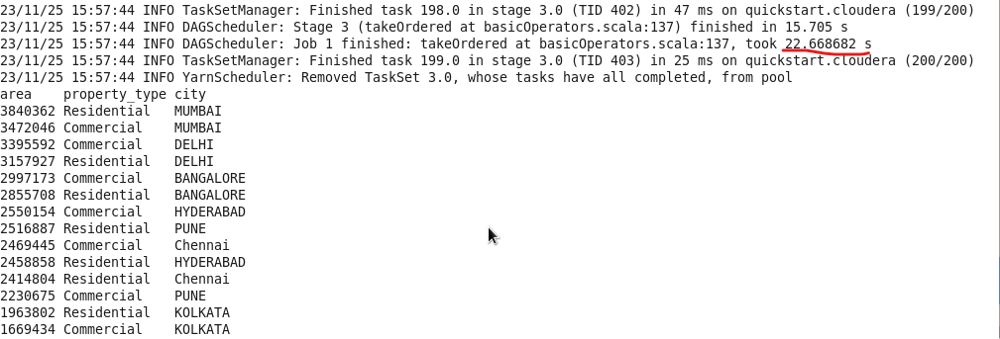 23/11/25 15:57:44 INFO TaskSetManager: Finished task 198.0 in stage 3.0 (TID 402) in 47 ms on quickstart.cloudera (199/200)
23/11/25 15:57:44 INFO DAGScheduler: Stage 3 (takeOrdered at basicOperators.scala:137) finished in 15.705 s
23/11/25 15:57:44 INFO DAGScheduler: Job 1 finished: takeOrdered at basicOperators.scala:137, took 22.668682 s
23/11/25 15:57:44 INFO TaskSetManager: Finished task 199.0 in stage 3.0 (TID 403) in 25 ms on quickstart.cloudera (200/200)
23/11/25 15:57:44 INFO YarnScheduler: Removed TaskSet 3.0, whose tasks have all completed, from pool
area    property_type city
3840362 Residential   MUMBAI
3472046 Commercial    MUMBAI
3395592 Commercial    DELHI
3157927 Residential   DELHI
2997173 Commercial    BANGALORE
2855708 Residential   BANGALORE
2550154 Commercial    HYDERABAD
2516887 Residential   PUNE
2469445 Commercial    Chennai
2458858 Residential   HYDERABAD
2414804 Residential   Chennai
2230675 Commercial    PUNE
1963802 Residential   KOLKATA
1669434 Commercial    KOLKATA